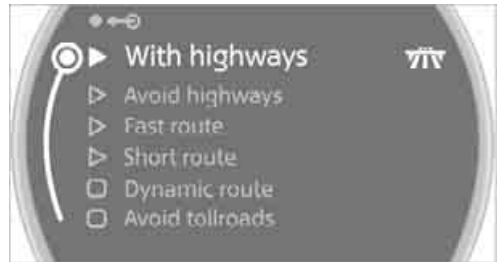 With highways
Avoid highways
Fast route
Short route
Dynamic route
Avoid tollroads